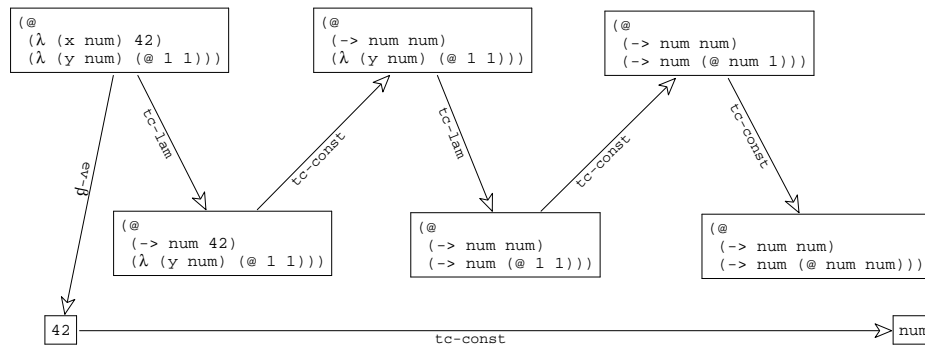 (@
(λ (x num) 42)
(λ (y num) (@ 1 1)))
(@
(-> num num)
(λ (y num) (@ 1 1)))
(@
(-> num num)
(-> num (@ num 1)))
ev-β
tc-lam
tc-const
tc-lam
tc-const
tc-const
(@
(-> num 42)
(λ (y num) (@ 1 1)))
(@
(-> num num)
(-> num (@ 1 1)))
(@
(-> num num)
(-> num (@ num num)))
42
tc-const
num